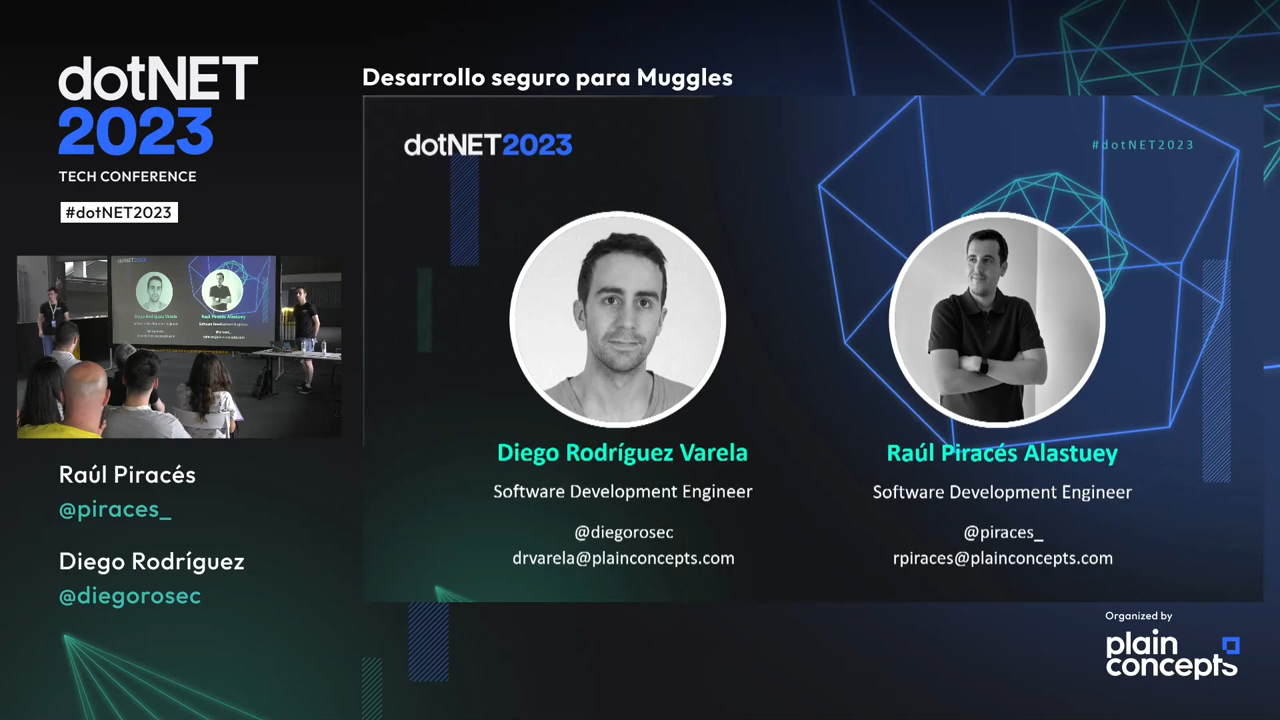 dotNET
2023
TECH CONFERENCE
#dotNET2023
Raúl Piracés
@piraces_
Diego Rodríguez
@diegorosec
Desarrollo seguro para Muggles
dotNET2023
#dotNET2023
Diego Rodríguez Varela
Software Development Engineer
@diegorosec
drvarela@plainconcepts.com
Raúl Piracés Alastuey
Software Development Engineer
@piraces_
rpiraces@plainconcepts.com
Organized by
plain
concepts